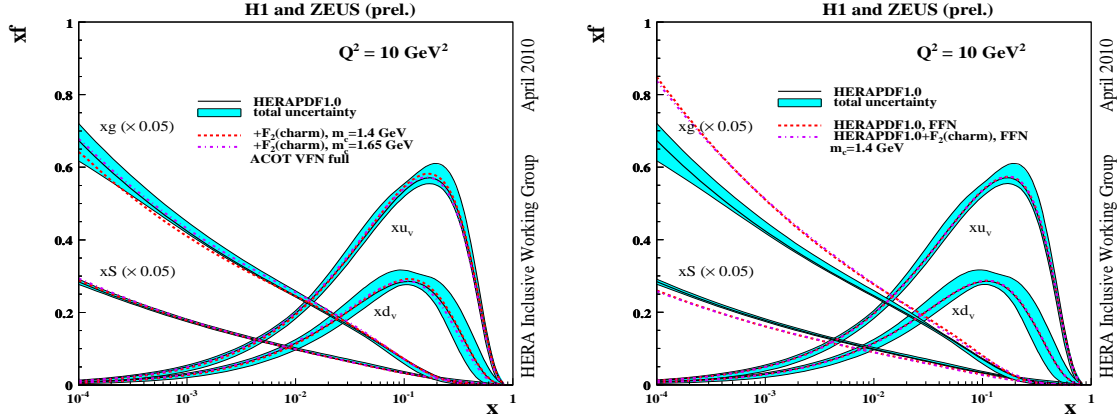 H1 and ZEUS (prel.)
xf
1
Q² = 10 GeV²
0.8
HERAPDF1.0
total uncertainty
xg (× 0.05)
+F₂(charm), m_c=1.4 GeV
+F₂(charm), m_c=1.65 GeV
ACOT VFN full
0.6
xu_v
0.4
xS (× 0.05)
xd_v
0.2
0
10⁻⁴
10⁻³
10⁻²
10⁻¹
1
x
HERA Inclusive Working Group
April 2010
H1 and ZEUS (prel.)
xf
1
Q² = 10 GeV²
0.8
HERAPDF1.0
total uncertainty
xg (× 0.05)
HERAPDF1.0, FFN
HERAPDF1.0+F₂(charm), FFN
m_c=1.4 GeV
0.6
xu_v
0.4
xS (× 0.05)
xd_v
0.2
0
10⁻⁴
10⁻³
10⁻²
10⁻¹
1
x
HERA Inclusive Working Group
April 2010